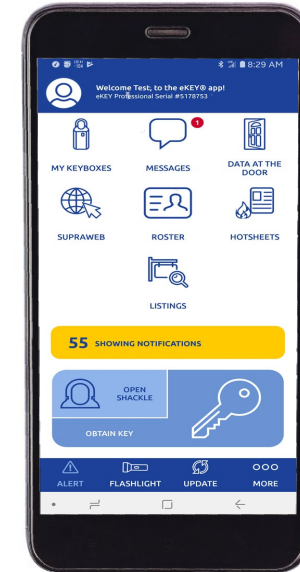 8:29 AM
Welcome Test, to the eKEY® app!
eKEY Professional Serial #5178753
1
MY KEYBOXES
MESSAGES
DATA AT THE
DOOR
SUPRAWEB
ROSTER
HOTSHEETS
LISTINGS
55 SHOWING NOTIFICATIONS
OPEN
SHACKLE
OBTAIN KEY
ALERT
FLASHLIGHT
UPDATE
MORE